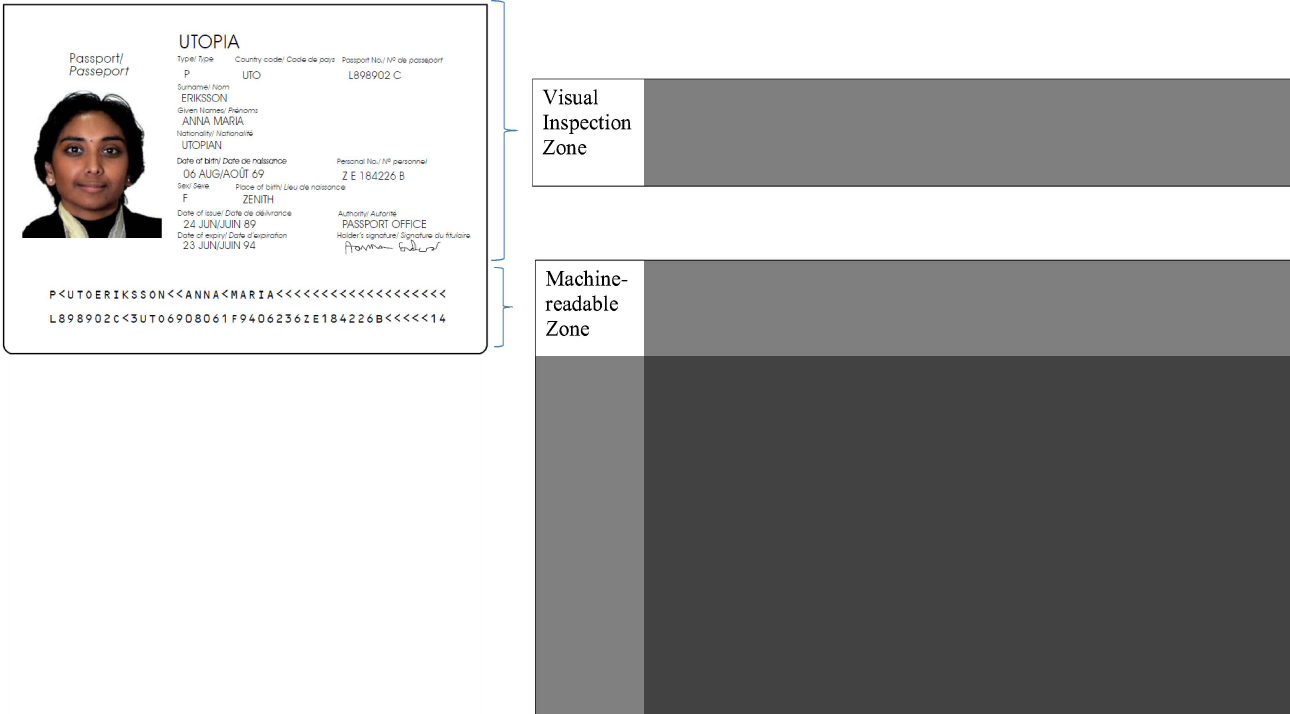 Passport/
Passeport
UTOPIA
Type/ Type Country code/ Code de pays Passport No./ Nº de passeport
P UTO L898902 C
Surname/ Nom
ERIKSSON
Given Names/ Prénoms
ANNA MARIA
Nationality/ Nationalité
UTOPIAN
Date of birth/ Date de naissance Personal No./ Nº personnel
06 AUG/AOÛT 69 Z E 184226 B
Sex/ Sexe Place of birth/ Lieu de naissance
F ZENITH
Date of issue/ Date de délivrance Authority/ Autorité
24 JUN/JUIN 89 PASSPORT OFFICE
Date of expiry/ Date d'expiration Holder's signature/ Signature du titulaire
23 JUN/JUIN 94
P<UTOERIKSSON<<ANNA<MARIA<<<<<<<<<<<<<<<<<<<
L898902C<3UTO6908061F9406236ZE184226B<<<<<14
Visual
Inspection
Zone
Machine-
readable
Zone